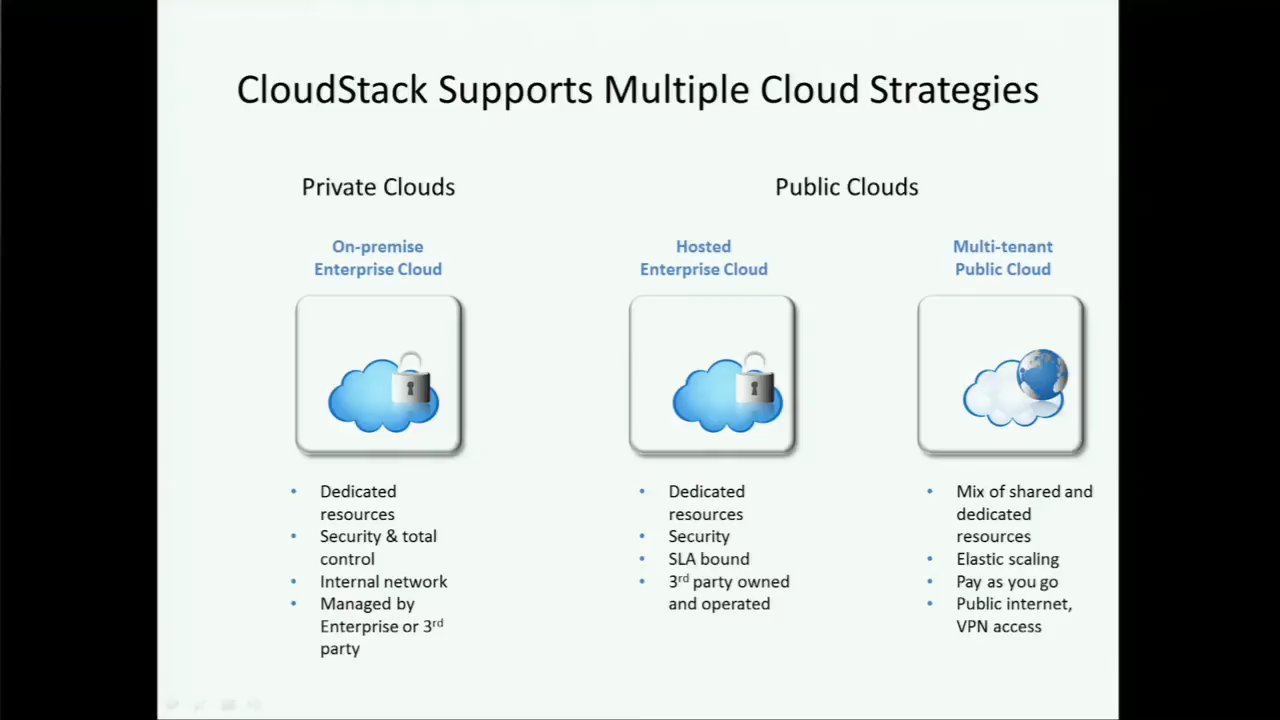 CloudStack Supports Multiple Cloud Strategies
Private Clouds
Public Clouds
On-premise
Enterprise Cloud
Hosted
Enterprise Cloud
Multi-tenant
Public Cloud
• Dedicated
resources
• Security & total
control
• Internal network
• Managed by
Enterprise or 3rd
party
• Dedicated
resources
• Security
• SLA bound
• 3rd party owned
and operated
• Mix of shared and
dedicated
resources
• Elastic scaling
• Pay as you go
• Public internet,
VPN access